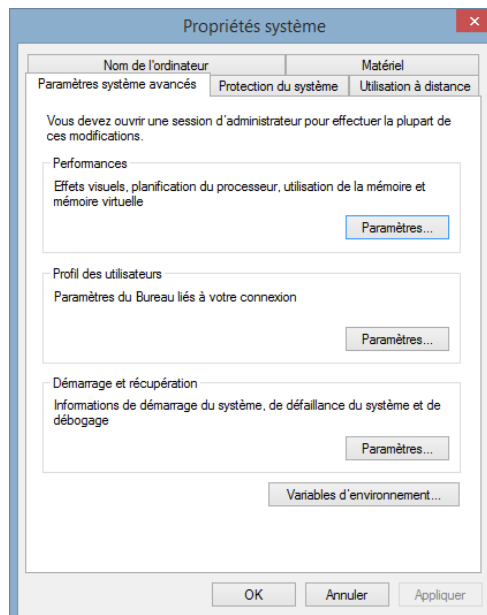 Propriétés système
Nom de l'ordinateur
Matériel
Paramètres système avancés
Protection du système
Utilisation à distance
Vous devez ouvrir une session d'administrateur pour effectuer la plupart de
ces modifications.
Performances
Effets visuels, planification du processeur, utilisation de la mémoire et
mémoire virtuelle
Paramètres...
Profil des utilisateurs
Paramètres du Bureau liés à votre connexion
Paramètres...
Démarrage et récupération
Informations de démarrage du système, de défaillance du système et de
débogage
Paramètres...
Variables d'environnement...
OK
Annuler
Appliquer